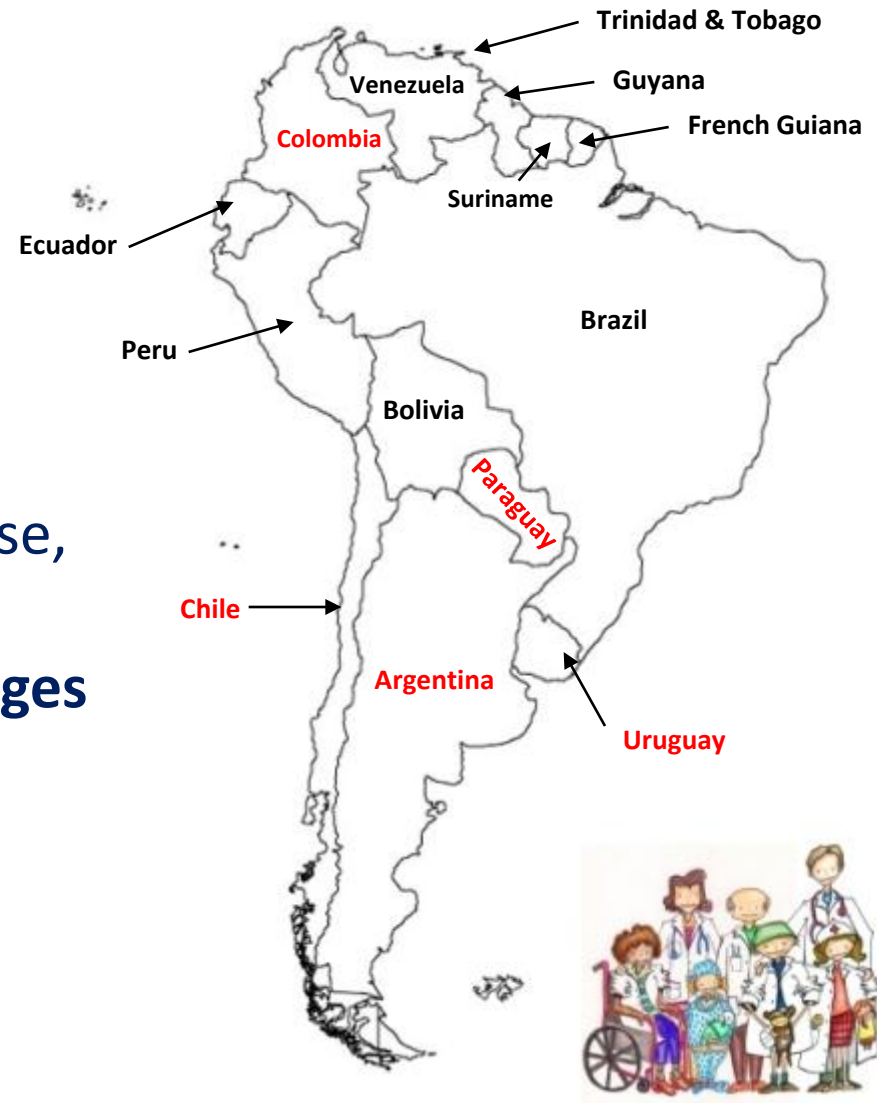 Trinidad & Tobago
Venezuela
Guyana
Colombia
French Guiana
Suriname
Ecuador
Brazil
Peru
Bolivia
Paraguay
se,
Chile
ges
Argentina
Uruguay